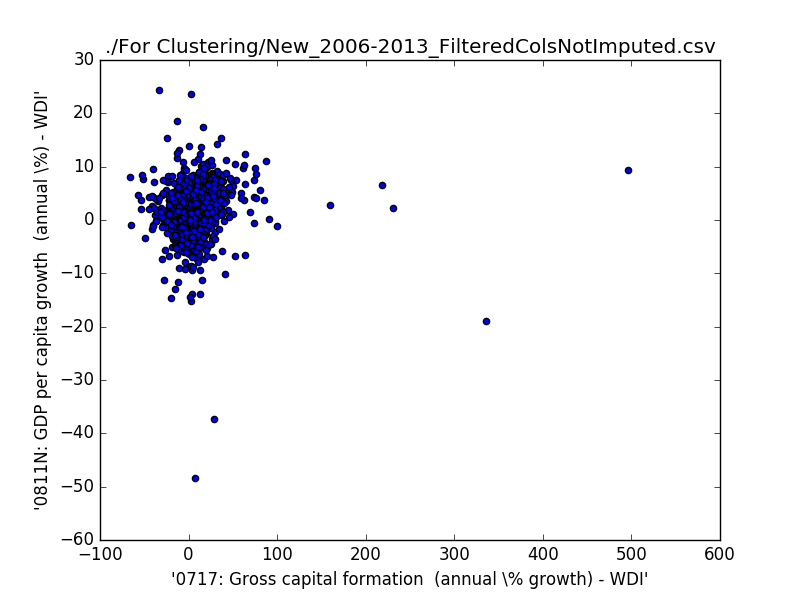 ./For Clustering/New_2006-2013_FilteredColsNotImputed.csv
30
20
10
0
−10
−20
−30
−40
−50
−60
'0811N: GDP per capita growth  (annual \%) - WDI'
−100 0 100 200 300 400 500 600
'0717: Gross capital formation  (annual \% growth) - WDI'